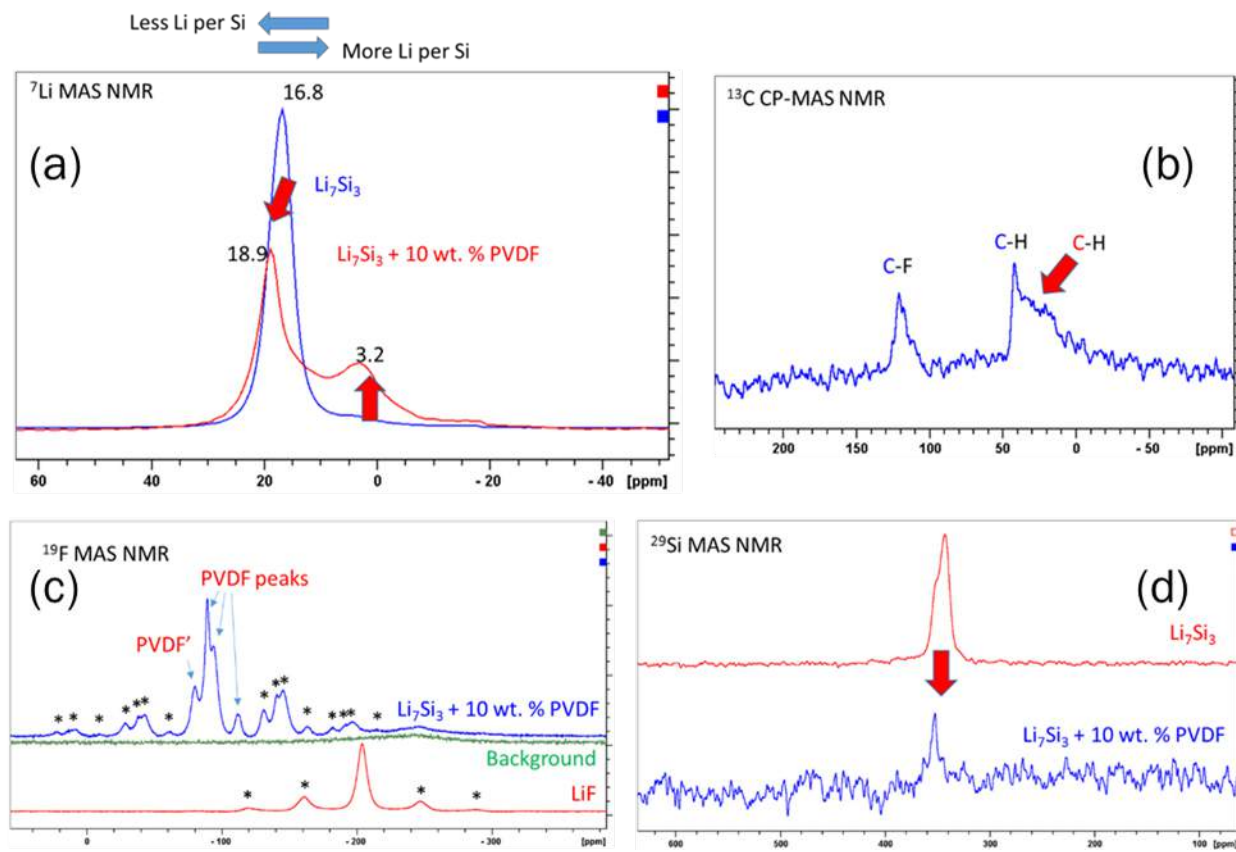 Less Li per Si
More Li per Si
⁷Li MAS NMR
(a)
16.8
Li₇Si₃
18.9
Li₇Si₃ + 10 wt. % PVDF
3.2
60 40 20 0 - 20 - 40 [ppm]
¹³C CP-MAS NMR
(b)
C-F
C-H
C-H
200 150 100 50 0 - 50 [ppm]
¹⁹F MAS NMR
(c)
PVDF peaks
PVDF'
* * * * * * * * * * * * * * *
Li₇Si₃ + 10 wt. % PVDF
Background
LiF
* * * *
0 - 100 - 200 - 300 [ppm]
²⁹Si MAS NMR
(d)
Li₇Si₃
Li₇Si₃ + 10 wt. % PVDF
600 500 400 300 200 100 [ppm]